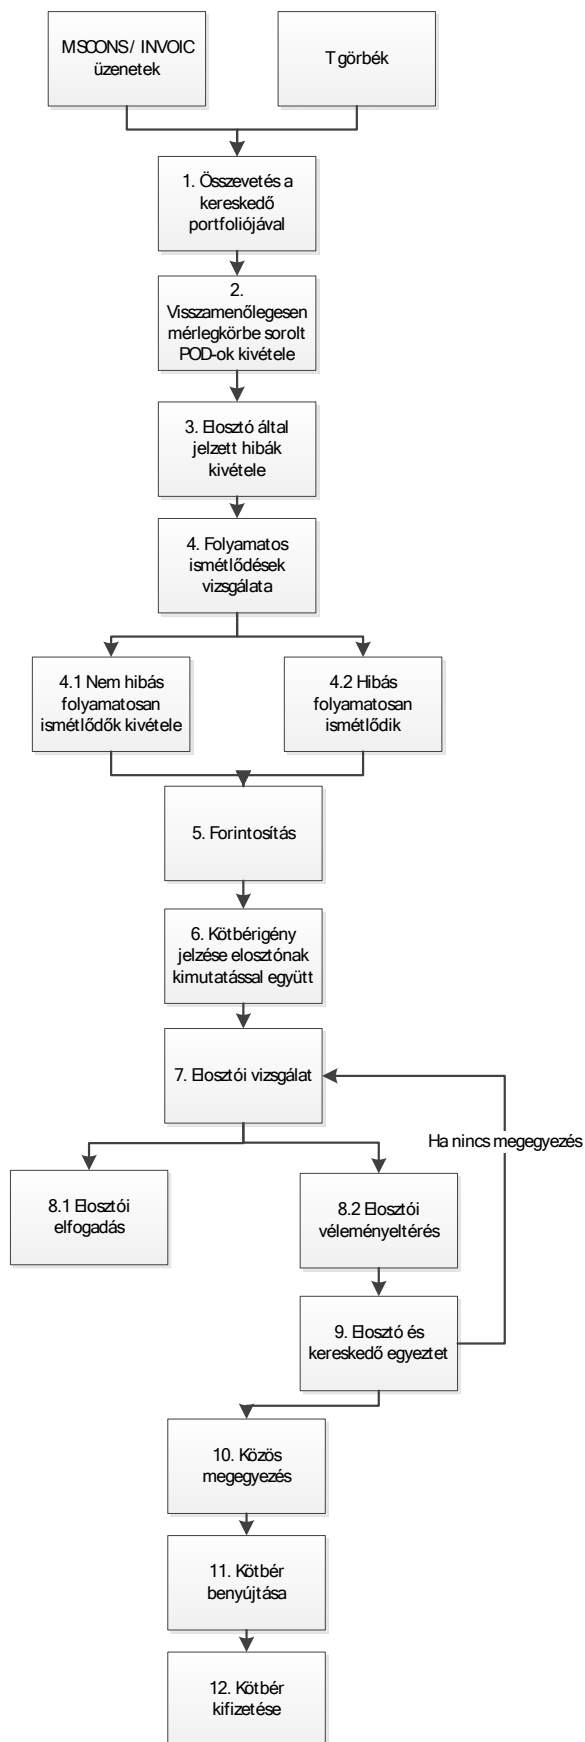 MSCONS / INVOIC
üzenetek
T görbék
1. Összevetés a
kereskedő
portfoliójával
2.
Visszamenőlegesen
mérlegkörbe sorolt
POD-ok kivétele
3. Elosztó által
jelzett hibák
kivétele
4. Folyamatos
ismétlődések
vizsgálata
4.1 Nem hibás
folyamatosan
ismétlődők kivétele
4.2 Hibás
folyamatosan
ismétlődik
5. Forintosítás
6. Kötbérigény
jelzése elosztónak
kimutatással együtt
7. Elosztói vizsgálat
Ha nincs megegyezés
8.1 Elosztói
elfogadás
8.2 Elosztói
véleményeltérés
9. Elosztó és
kereskedő egyeztet
10. Közös
megegyezés
11. Kötbér
benyújtása
12. Kötbér
kifizetése